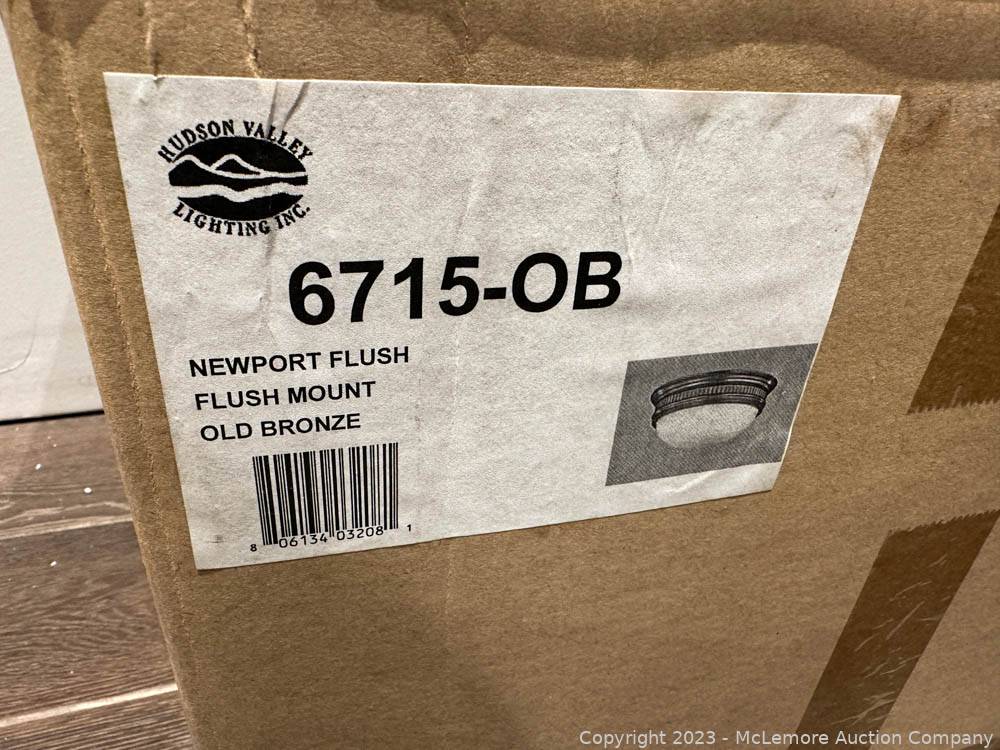 HUDSON VALLEY
LIGHTING INC.
6715-OB
NEWPORT FLUSH
FLUSH MOUNT
OLD BRONZE
8 06134 03208 1
Copyright 2023 - McLemore Auction Company